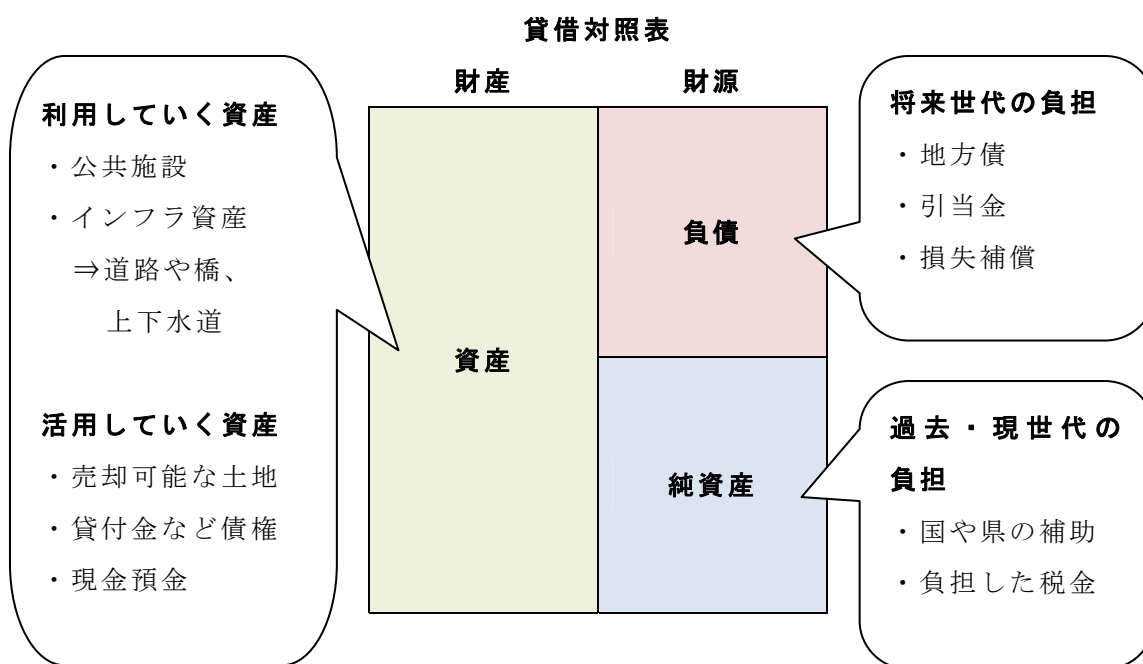 貸借対照表
財産
財源
利用していく資産
・公共施設
・インフラ資産
⇒道路や橋、
上下水道
活用していく資産
・売却可能な土地
・貸付金など債権
・現金預金
資産
負債
純資産
将来世代の負担
・地方債
・引当金
・損失補償
過去・現世代の
負担
・国や県の補助
・負担した税金